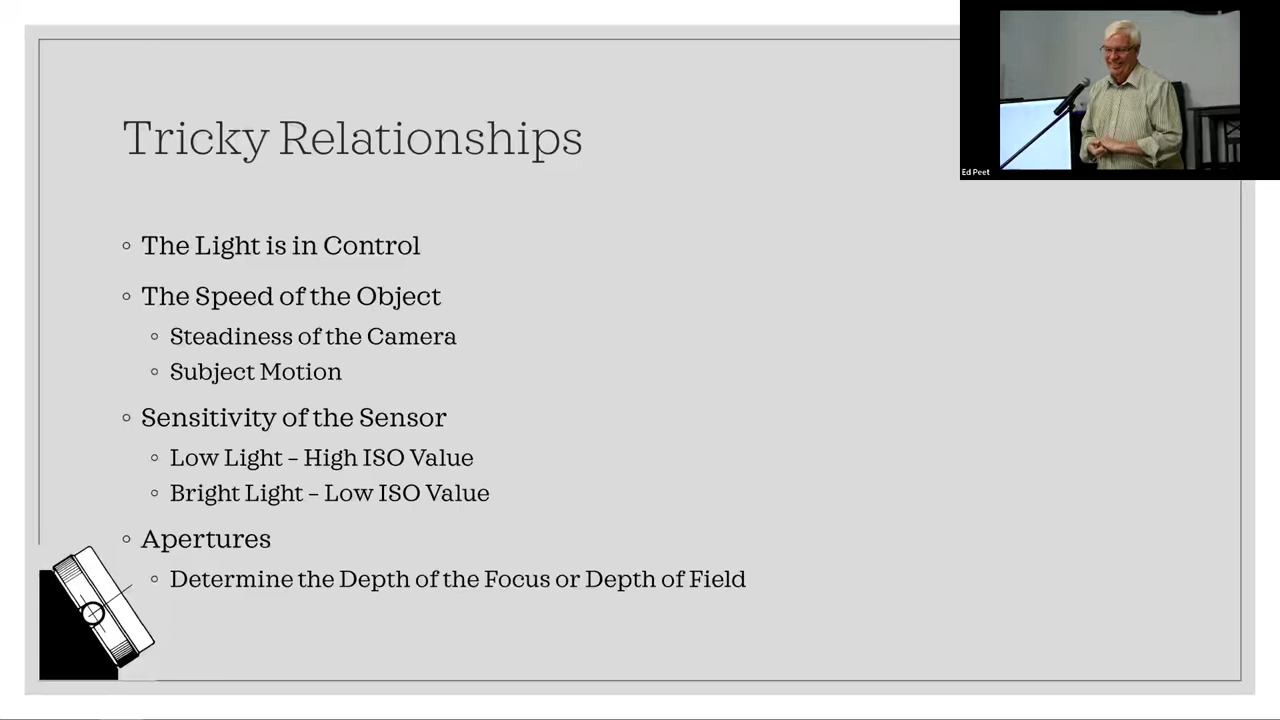 Tricky Relationships
The Light is in Control
The Speed of the Object
Steadiness of the Camera
Subject Motion
Sensitivity of the Sensor
Low Light – High ISO Value
Bright Light – Low ISO Value
Apertures
Determine the Depth of the Focus or Depth of Field
Ed Peet